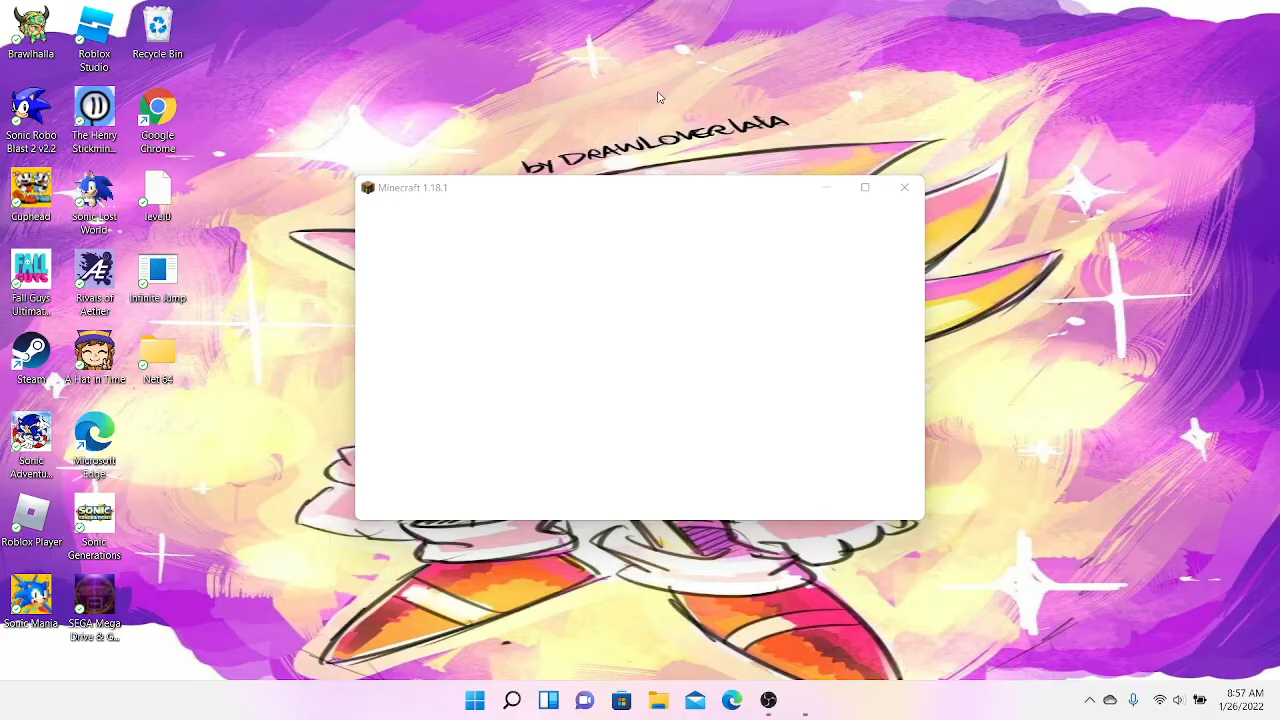 Brawlhalla
Roblox
Studio
Recycle Bin
Sonic Robo
Blast 2 v2.2
The Henry
Stickmin...
Google
Chrome
Cuphead
Sonic Lost
World
level0
Fall Guys
Ultimat...
Rivals of
Aether
Infinite Jump
Steam
A Hat in Time
Net 64
Sonic
Adventu...
Microsoft
Edge
Roblox Player
Sonic
Generations
Sonic Mania
SEGA Mega
Drive & G...
by DRAWLOVERlala
Minecraft 1.18.1
FALL
GUYS
SONIC
8:57 AM
1/26/2022